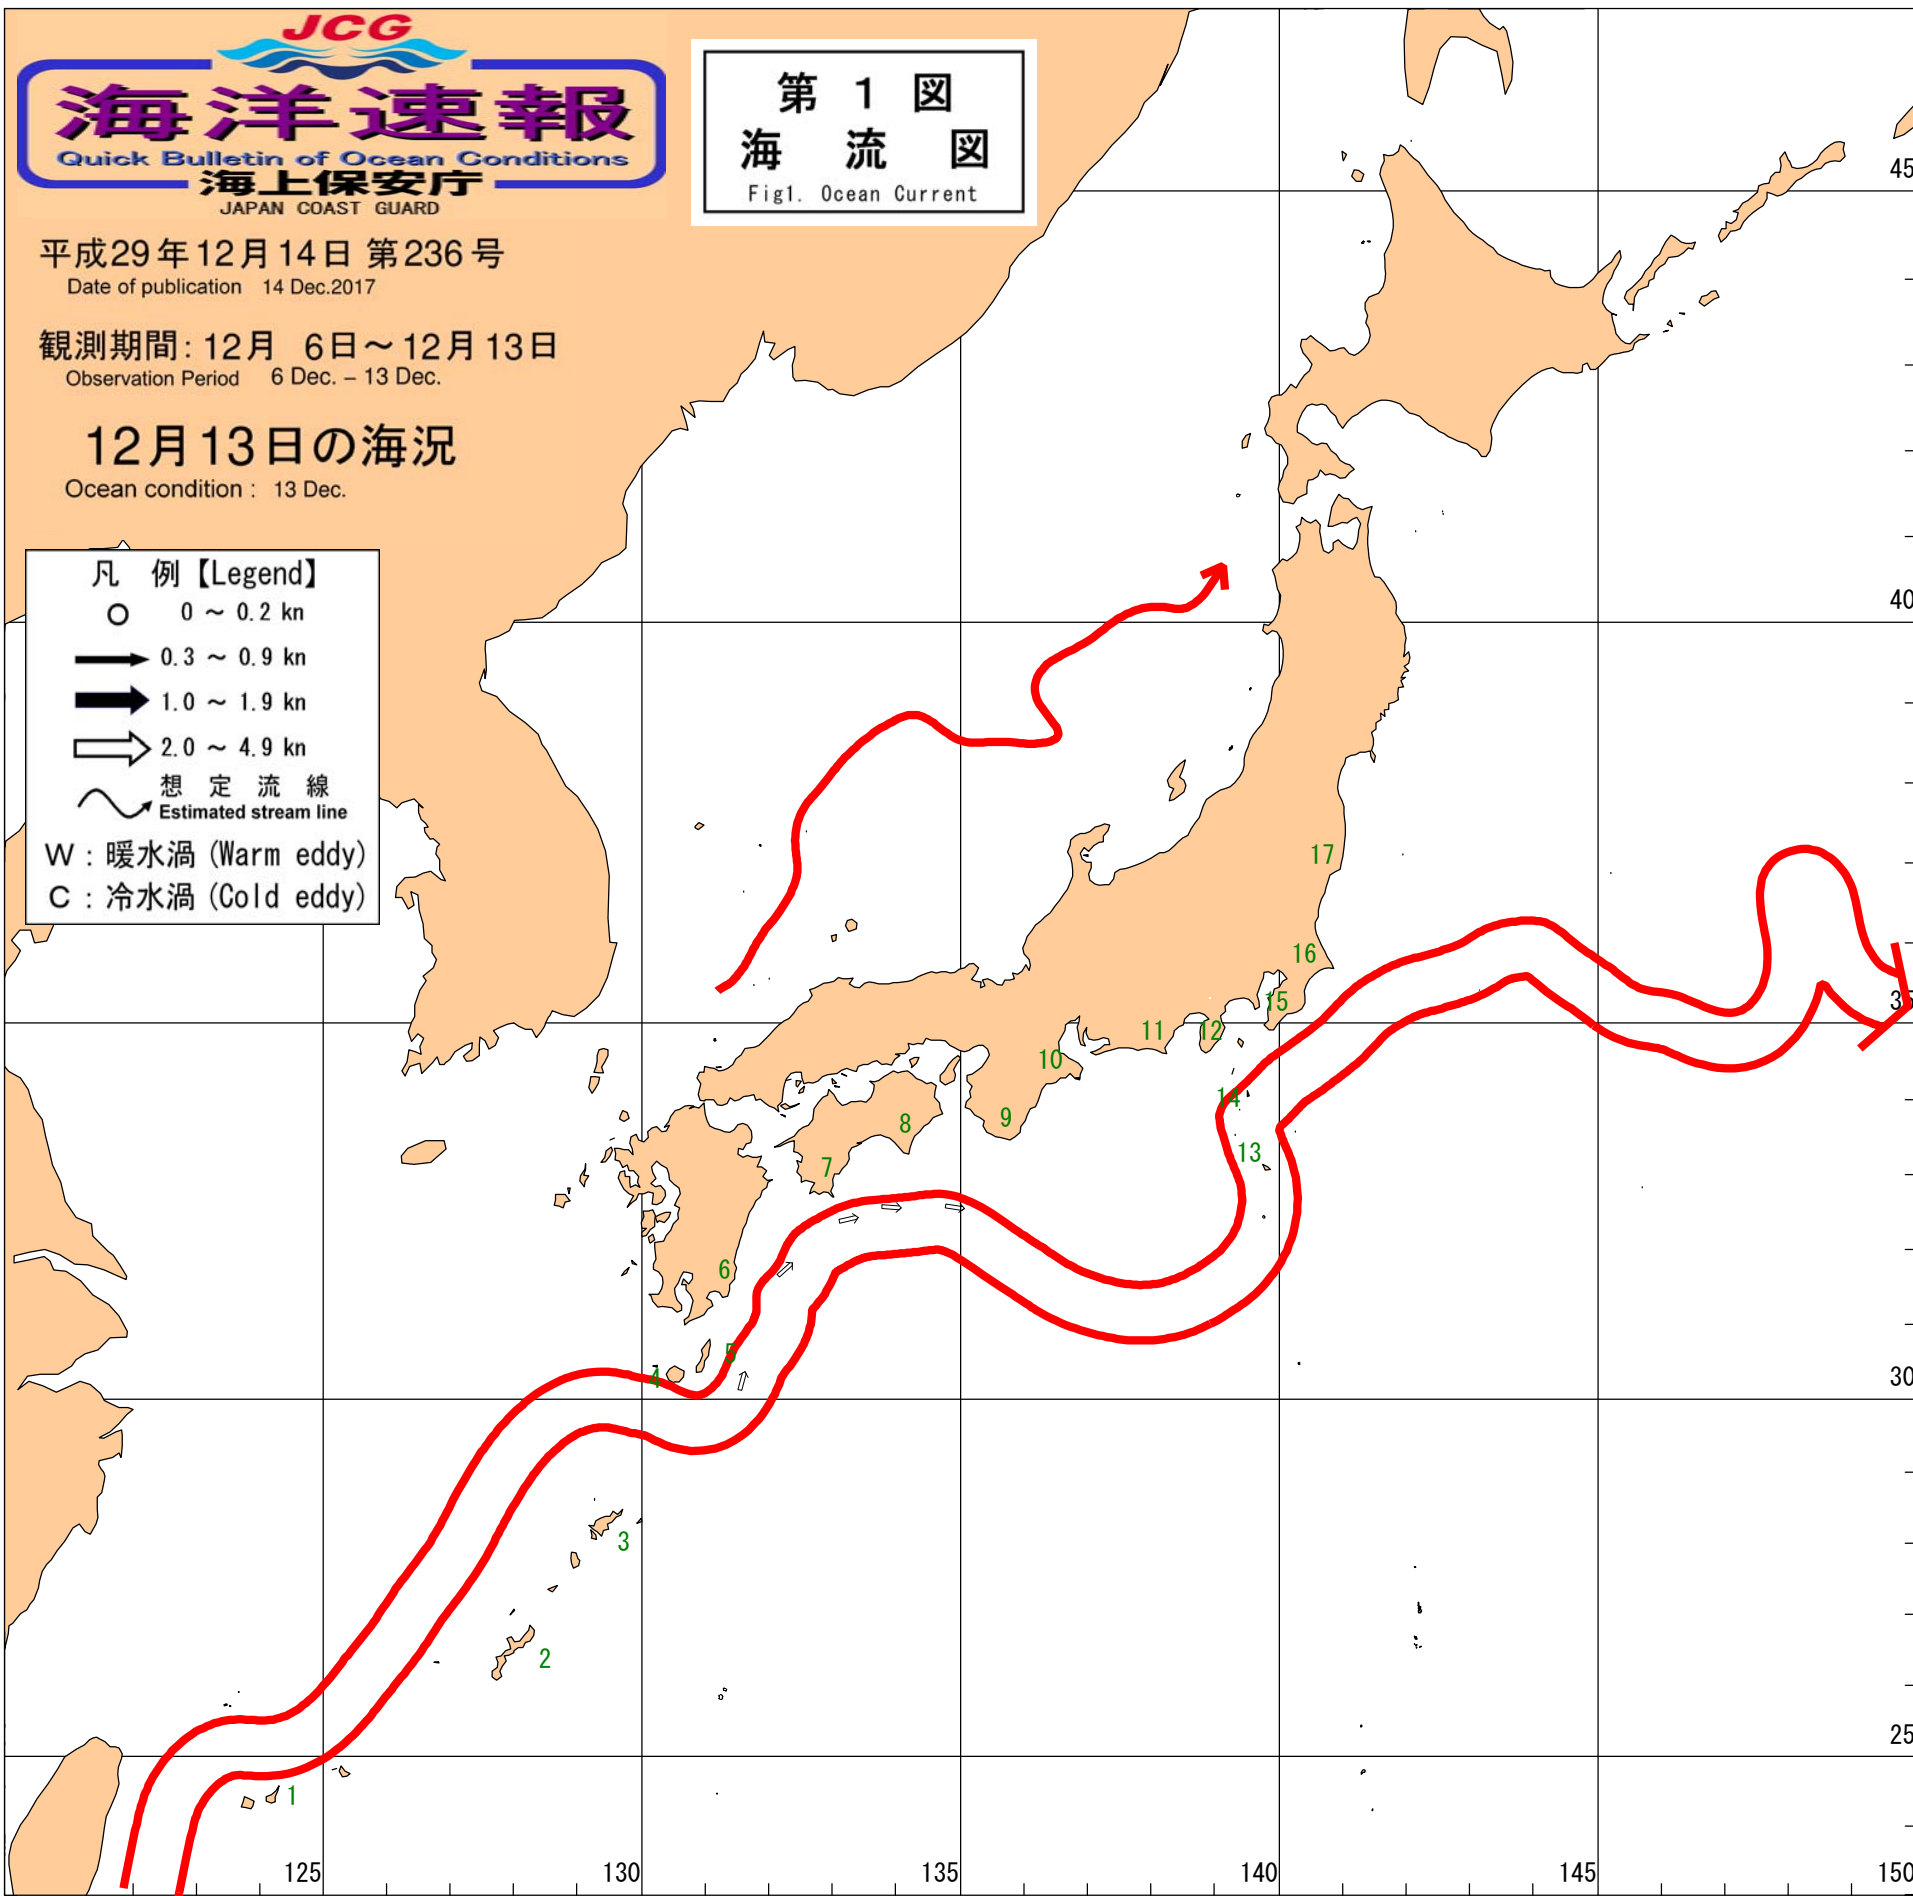 JCG
海洋速報
Quick Bulletin of Ocean Conditions
海上保安庁
JAPAN COAST GUARD
第 1 図
海 流 図
Fig1. Ocean Current
平成29年12月14日 第236号
Date of publication 14 Dec.2017
観測期間: 12月 6日～12月13日
Observation Period 6 Dec. – 13 Dec.
12月13日の海況
Ocean condition : 13 Dec.
凡 例【Legend】
0 ～ 0.2 kn
0.3 ～ 0.9 kn
1.0 ～ 1.9 kn
2.0 ～ 4.9 kn
想 定 流 線
Estimated stream line
W : 暖水渦 (Warm eddy)
C : 冷水渦 (Cold eddy)
45
40
35
30
25
17
16
15
14
13
12
11
10
9
8
7
6
5
4
3
2
1
125
130
135
140
145
150